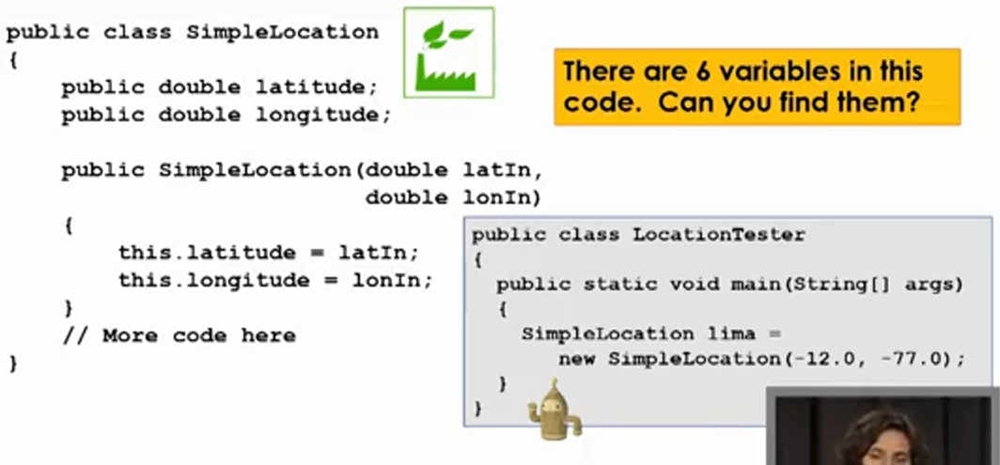 public class SimpleLocation
{
public double latitude;
public double longitude;
public SimpleLocation(double latIn,
double lonIn)
{
this.latitude = latIn;
this.longitude = lonIn;
}
// More code here
}
There are 6 variables in this
code. Can you find them?
public class LocationTester
{
public static void main(String[] args)
{
SimpleLocation lima =
new SimpleLocation(-12.0, -77.0);
}
}